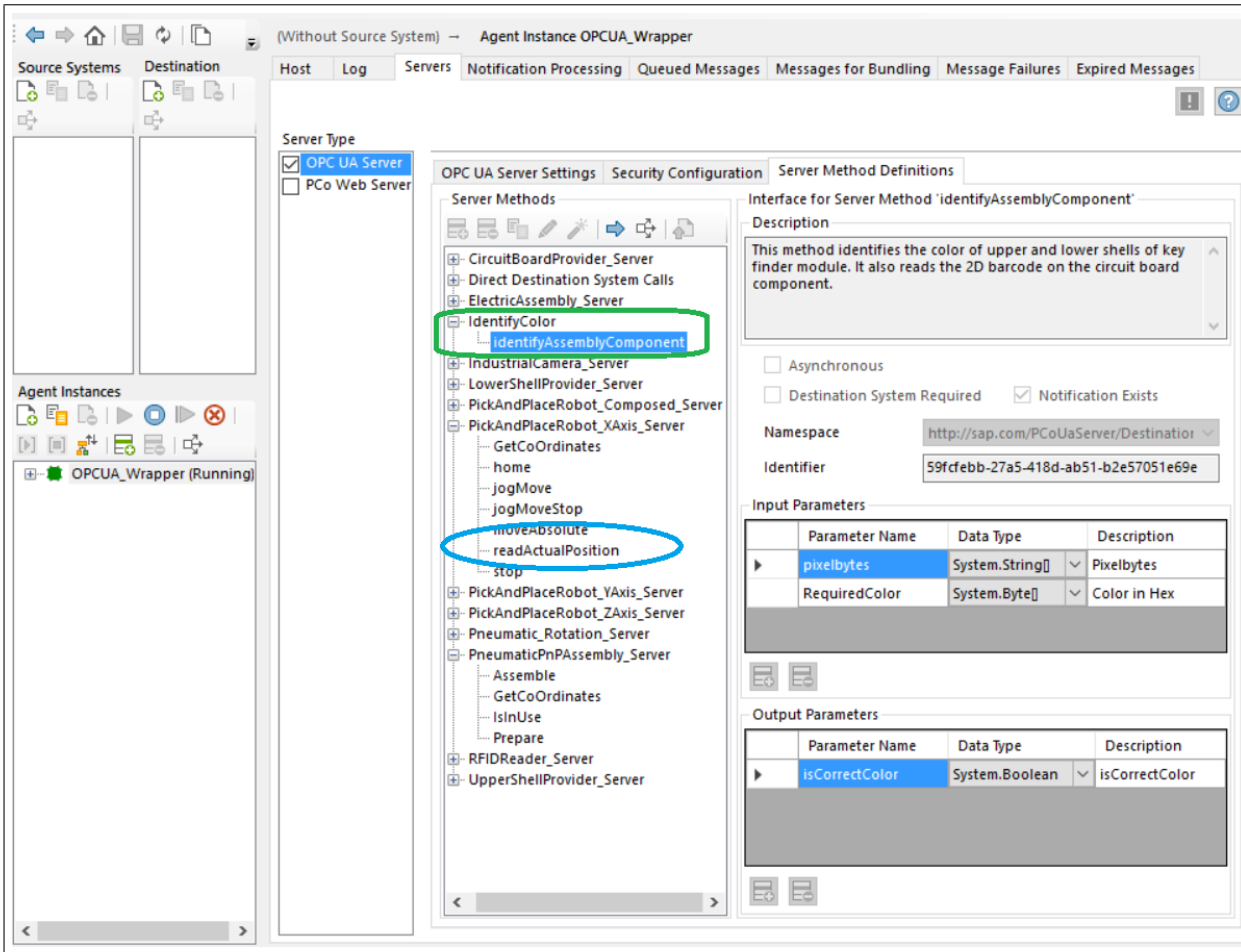 (Without Source System) → Agent Instance OPCUA_Wrapper
Source Systems
Destination
Host
Log
Servers
Notification Processing
Queued Messages
Messages for Bundling
Message Failures
Expired Messages
Server Type
OPC UA Server
PCo Web Server
Agent Instances
OPCUA_Wrapper (Running)
OPC UA Server Settings
Security Configuration
Server Method Definitions
Server Methods
CircuitBoardProvider_Server
Direct Destination System Calls
ElectricAssembly_Server
IdentifyColor
identifyAssemblyComponent
IndustrialCamera_Server
LowerShellProvider_Server
PickAndPlaceRobot_Composed_Server
PickAndPlaceRobot_XAxis_Server
GetCoOrdinates
home
jogMove
jogMoveStop
moveAbsolute
readActualPosition
stop
PickAndPlaceRobot_YAxis_Server
PickAndPlaceRobot_ZAxis_Server
Pneumatic_Rotation_Server
PneumaticPnPAssembly_Server
Assemble
GetCoOrdinates
IsInUse
Prepare
RFIDReader_Server
UpperShellProvider_Server
Interface for Server Method 'identifyAssemblyComponent'
Description
This method identifies the color of upper and lower shells of key
finder module. It also reads the 2D barcode on the circuit board
component.
Asynchronous
Destination System Required
Notification Exists
Namespace
http://sap.com/PCoUaServer/Destination
Identifier
59fcfebb-27a5-418d-ab51-b2e57051e69e
Input Parameters
Parameter Name Data Type Description
pixelbytes System.String[] Pixelbytes
RequiredColor System.Byte[] Color in Hex
Output Parameters
Parameter Name Data Type Description
isCorrectColor System.Boolean isCorrectColor